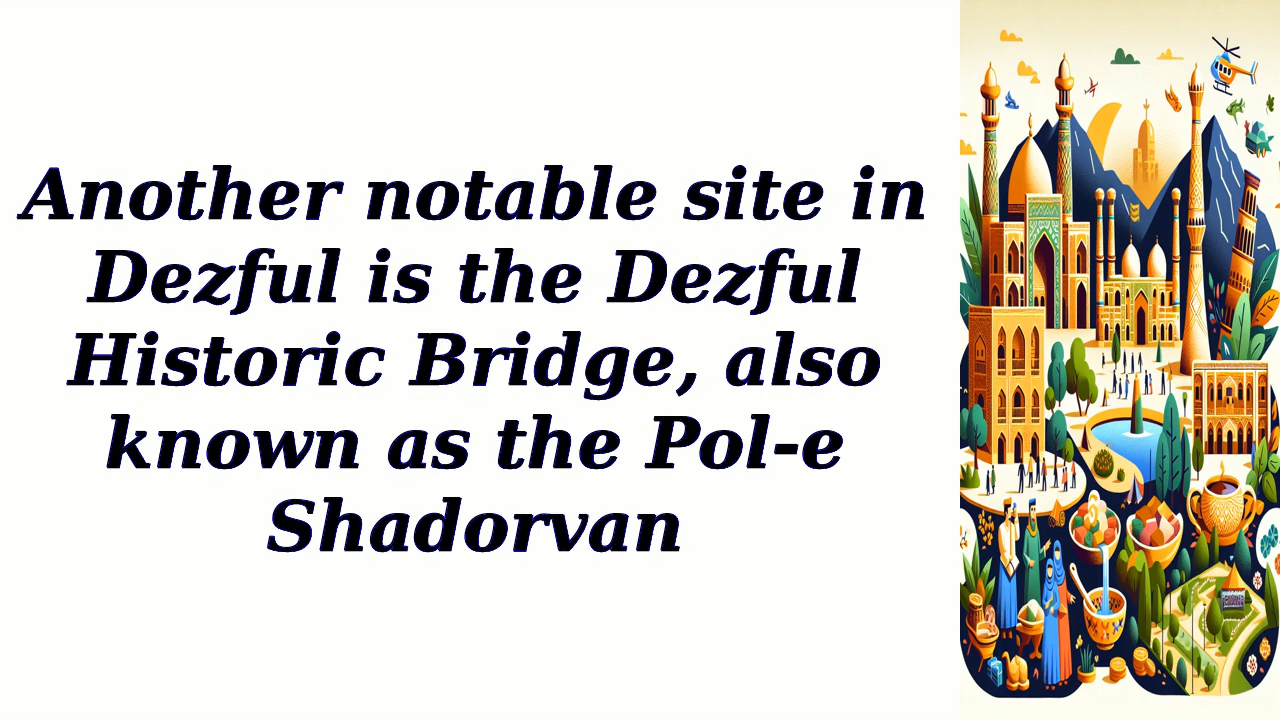 Another notable site in
Dezful is the Dezful
Historic Bridge, also
known as the Pol-e
Shadorvan